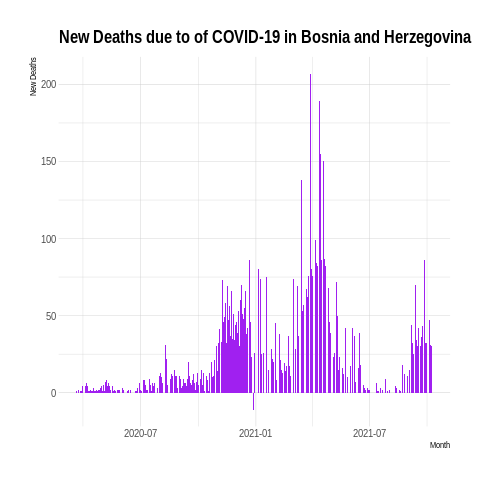 New Deaths due to of COVID-19 in Bosnia and Herzegovina
New Deaths
200
150
100
50
0
2020-07 2021-01 2021-07
Month